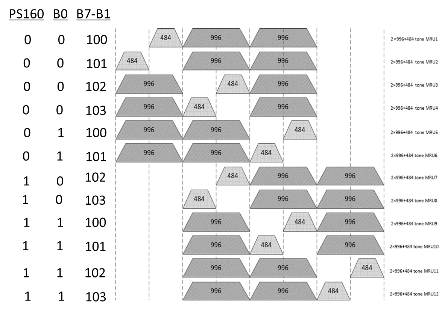 PS160 B0 B7-B1
0 0 100 484 996 996 2×996+484 tone MRU1
0 0 101 484 996 996 2×996+484 tone MRU2
0 0 102 996 484 996 2×996+484 tone MRU3
0 0 103 996 484 996 2×996+484 tone MRU4
0 1 100 996 996 484 2×996+484 tone MRU5
0 1 101 996 996 484 2×996+484 tone MRU6
1 0 102 484 996 996 2×996+484 tone MRU7
1 0 103 484 996 996 2×996+484 tone MRU8
1 1 100 996 484 996 2×996+484 tone MRU9
1 1 101 996 484 996 2×996+484 tone MRU10
1 1 102 996 996 484 2×996+484 tone MRU11
1 1 103 996 996 484 2×996+484 tone MRU12